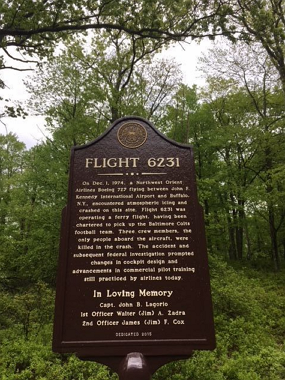 FLIGHT 6231
On Dec. 1, 1974, a Northwest Orient
Airlines Boeing 727 flying between John F.
Kennedy International Airport and Buffalo,
N.Y., encountered atmospheric icing and
crashed on this site. Flight 6231 was
operating a ferry flight, having been
chartered to pick up the Baltimore Colts
football team. Three crew members, the
only people aboard the aircraft, were
killed in the crash. The accident and
subsequent federal investigation prompted
changes in cockpit design and
advancements in commercial pilot training
still practiced by airlines today.
In Loving Memory
Capt. John B. Lagorio
1st Officer Walter (Jim) A. Zadra
2nd Officer James (Jim) F. Cox
DEDICATED 2015